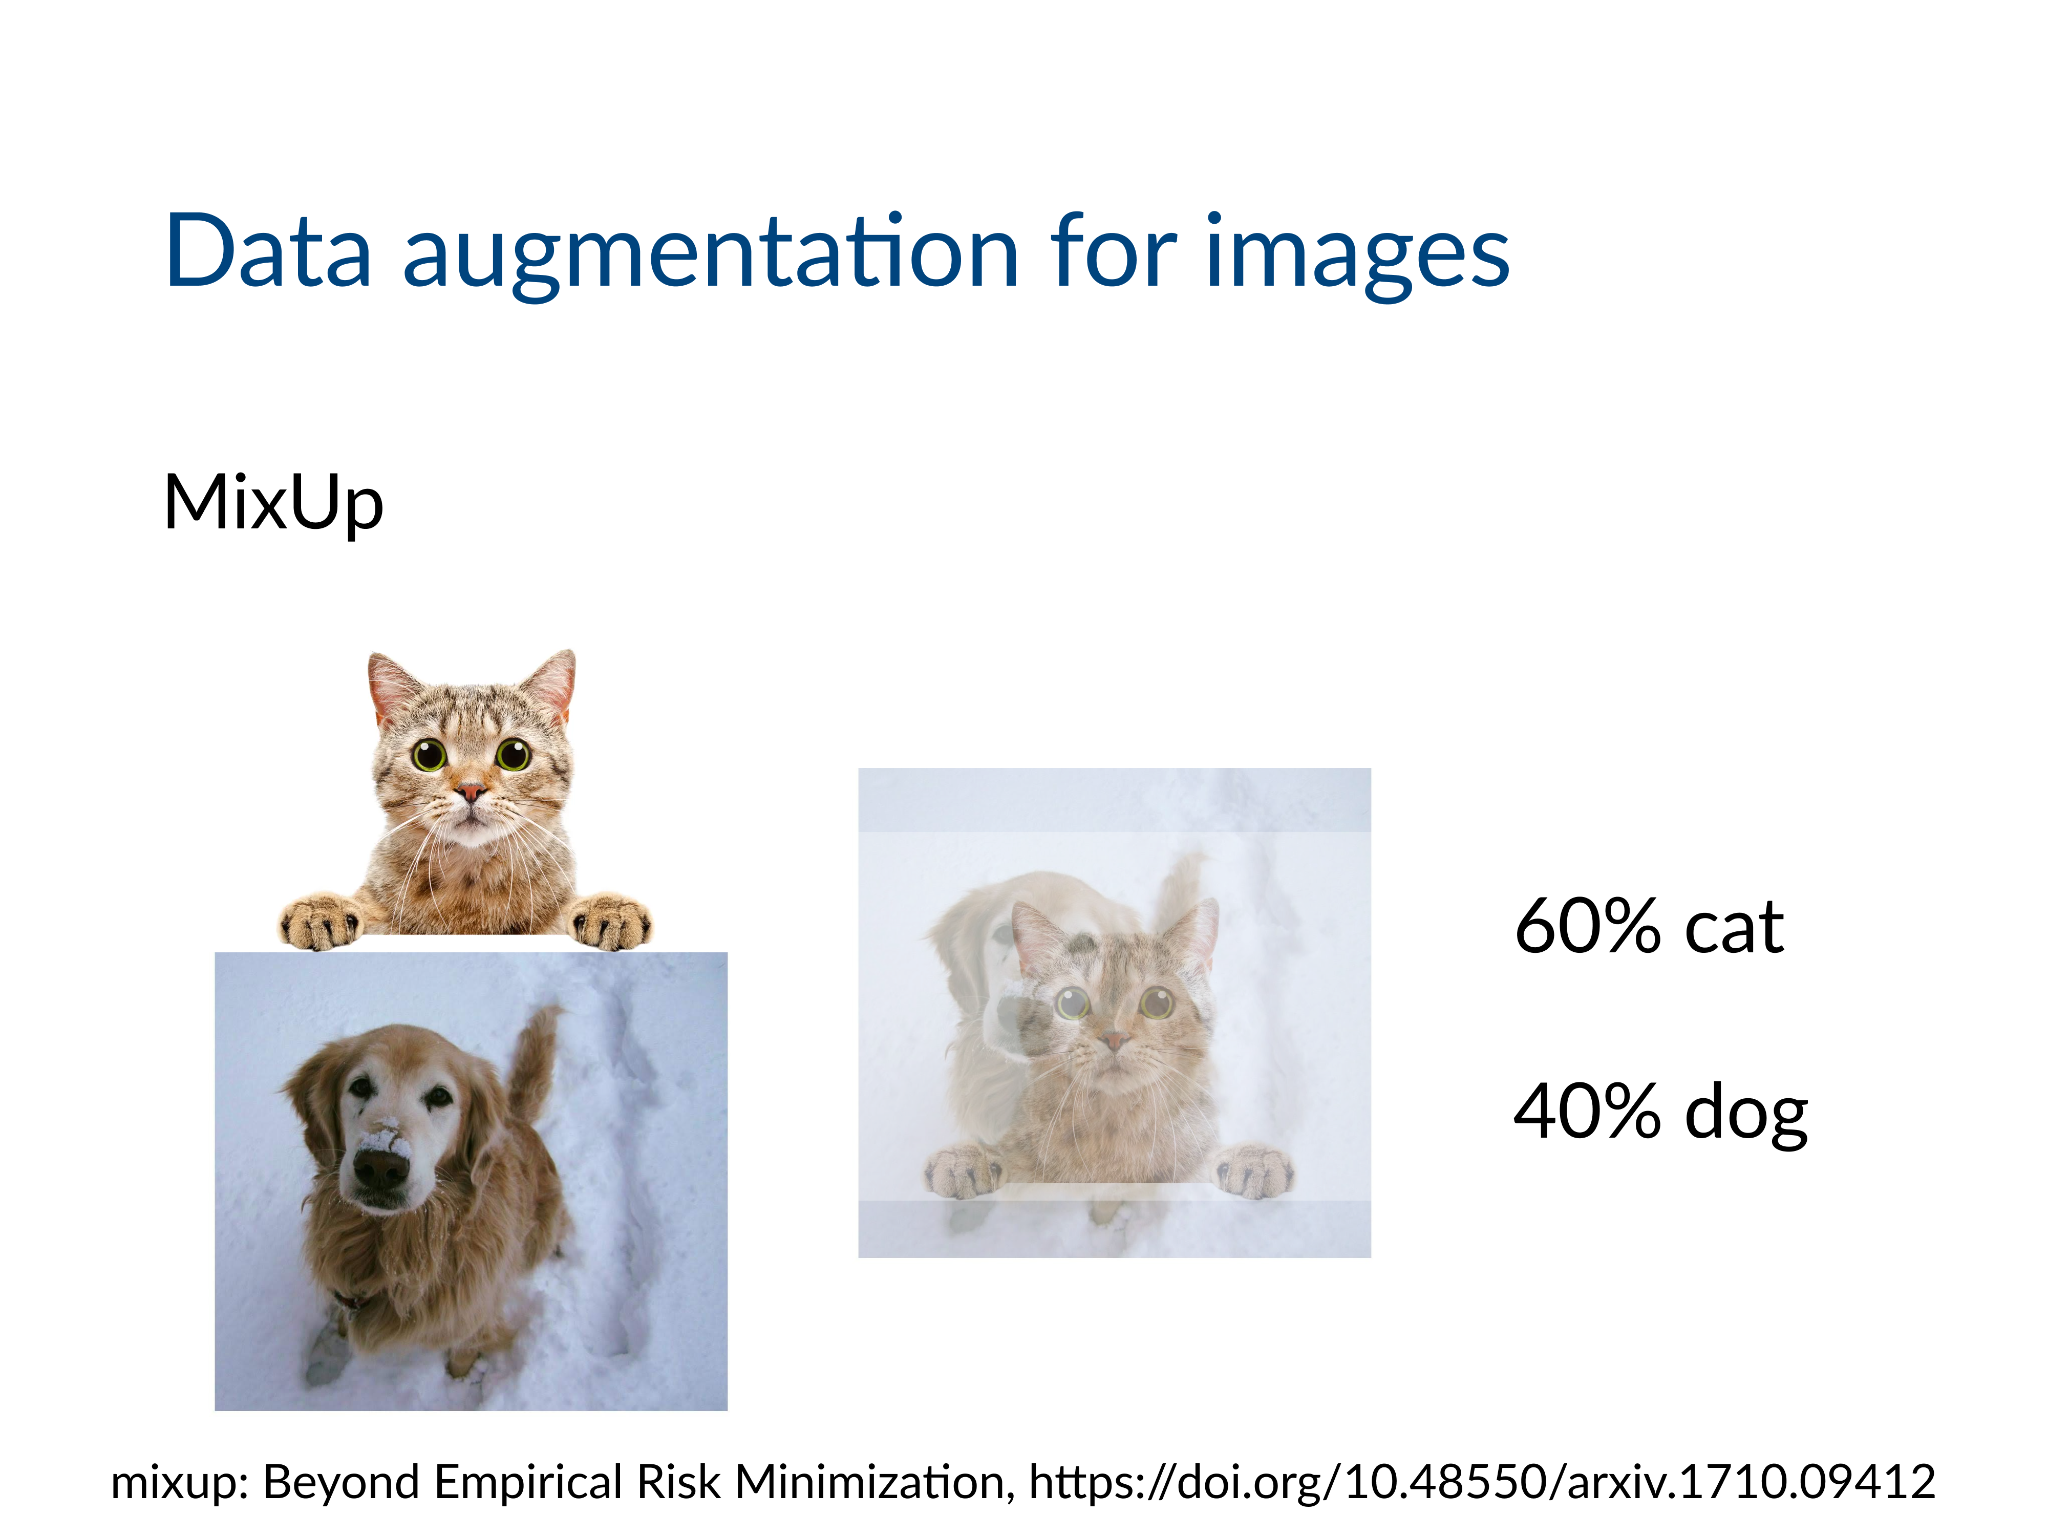 Data augmentation for images
MixUp
60% cat
40% dog
mixup: Beyond Empirical Risk Minimization, https://doi.org/10.48550/arxiv.1710.09412